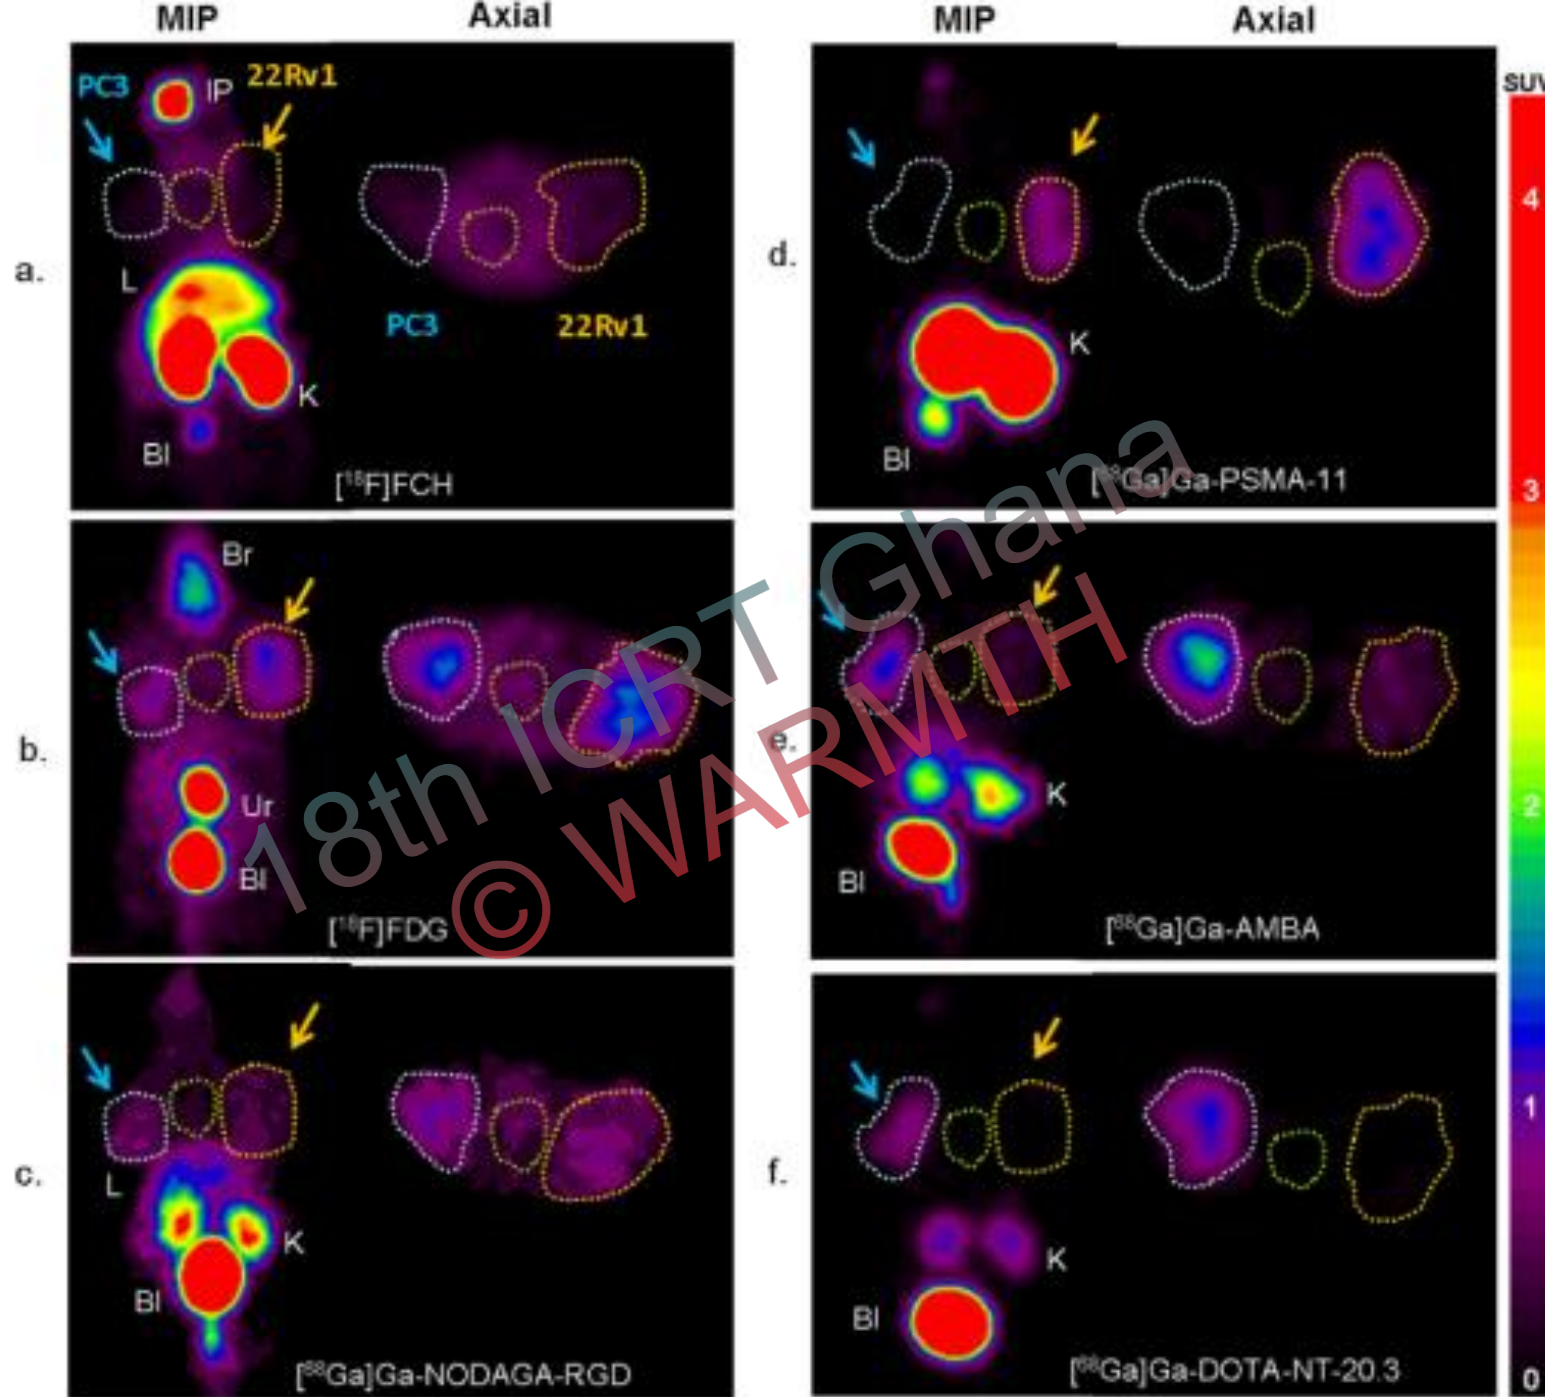 MIP Axial MIP Axial
SUV
PC3 IP 22Rv1
4
a. L d.
PC3 22Rv1
K K
Bl Bl
[18F]FCH [68Ga]Ga-PSMA-11
3
Br
b. e.
2
Ur K
Bl Bl
[18F]FDG [68Ga]Ga-AMBA
1
c. L f.
K K
Bl Bl
[68Ga]Ga-NODAGA-RGD [68Ga]Ga-DOTA-NT-20.3
0
18th ICRT Ghana
© WARMTH